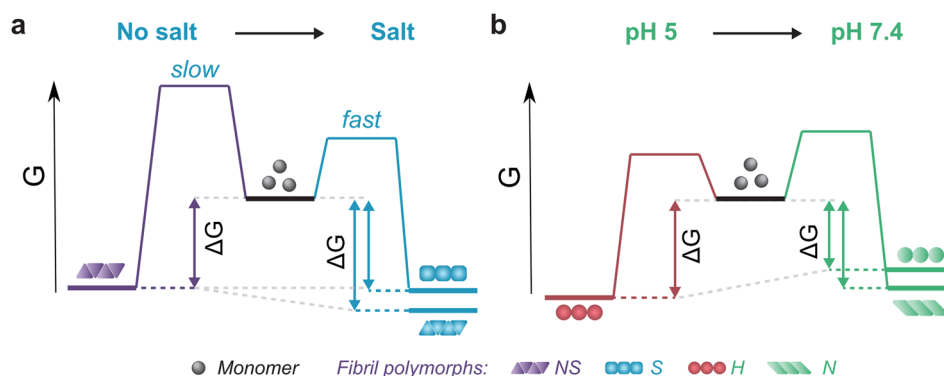 a
No salt
Salt
slow
fast
G
ΔG
ΔG
b
pH 5
pH 7.4
G
ΔG
ΔG
Monomer
Fibril polymorphs:
NS
S
H
N